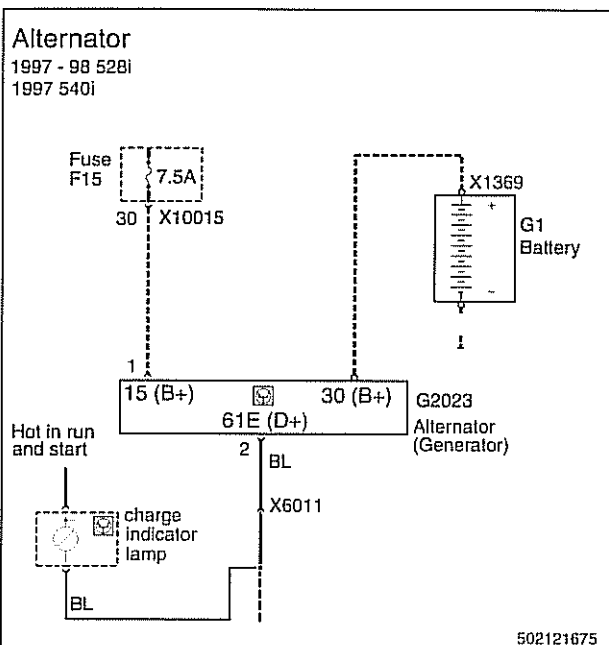 Alternator
1997 - 98 528i
1997 540i
Fuse
F15
7.5A
30 X10015
X1369
+
G1
Battery
-
1
15 (B+) 30 (B+)
61E (D+)
G2023
Alternator
(Generator)
2
BL
Hot in run
and start
X6011
charge
indicator
lamp
BL
502121675